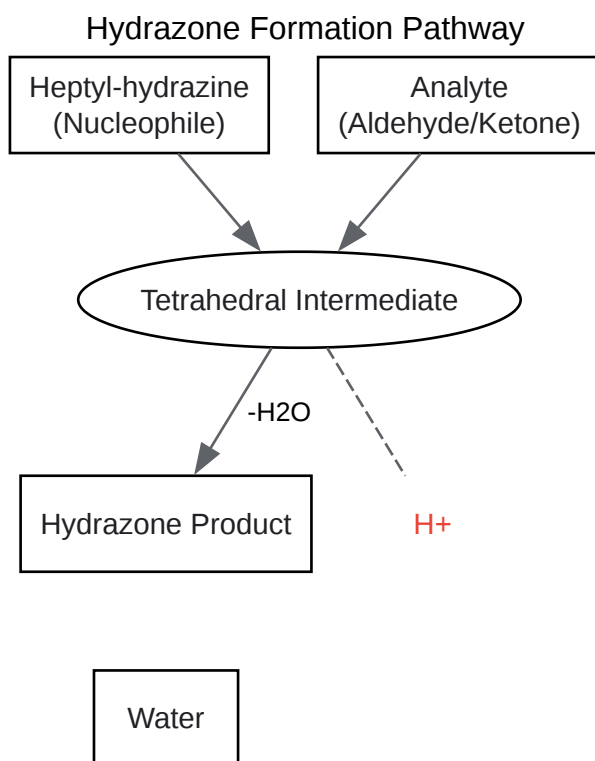 Hydrazone Formation Pathway
Heptyl-hydrazine
(Nucleophile)
Analyte
(Aldehyde/Ketone)
Tetrahedral Intermediate
-H2O
Hydrazone Product
H+
Water